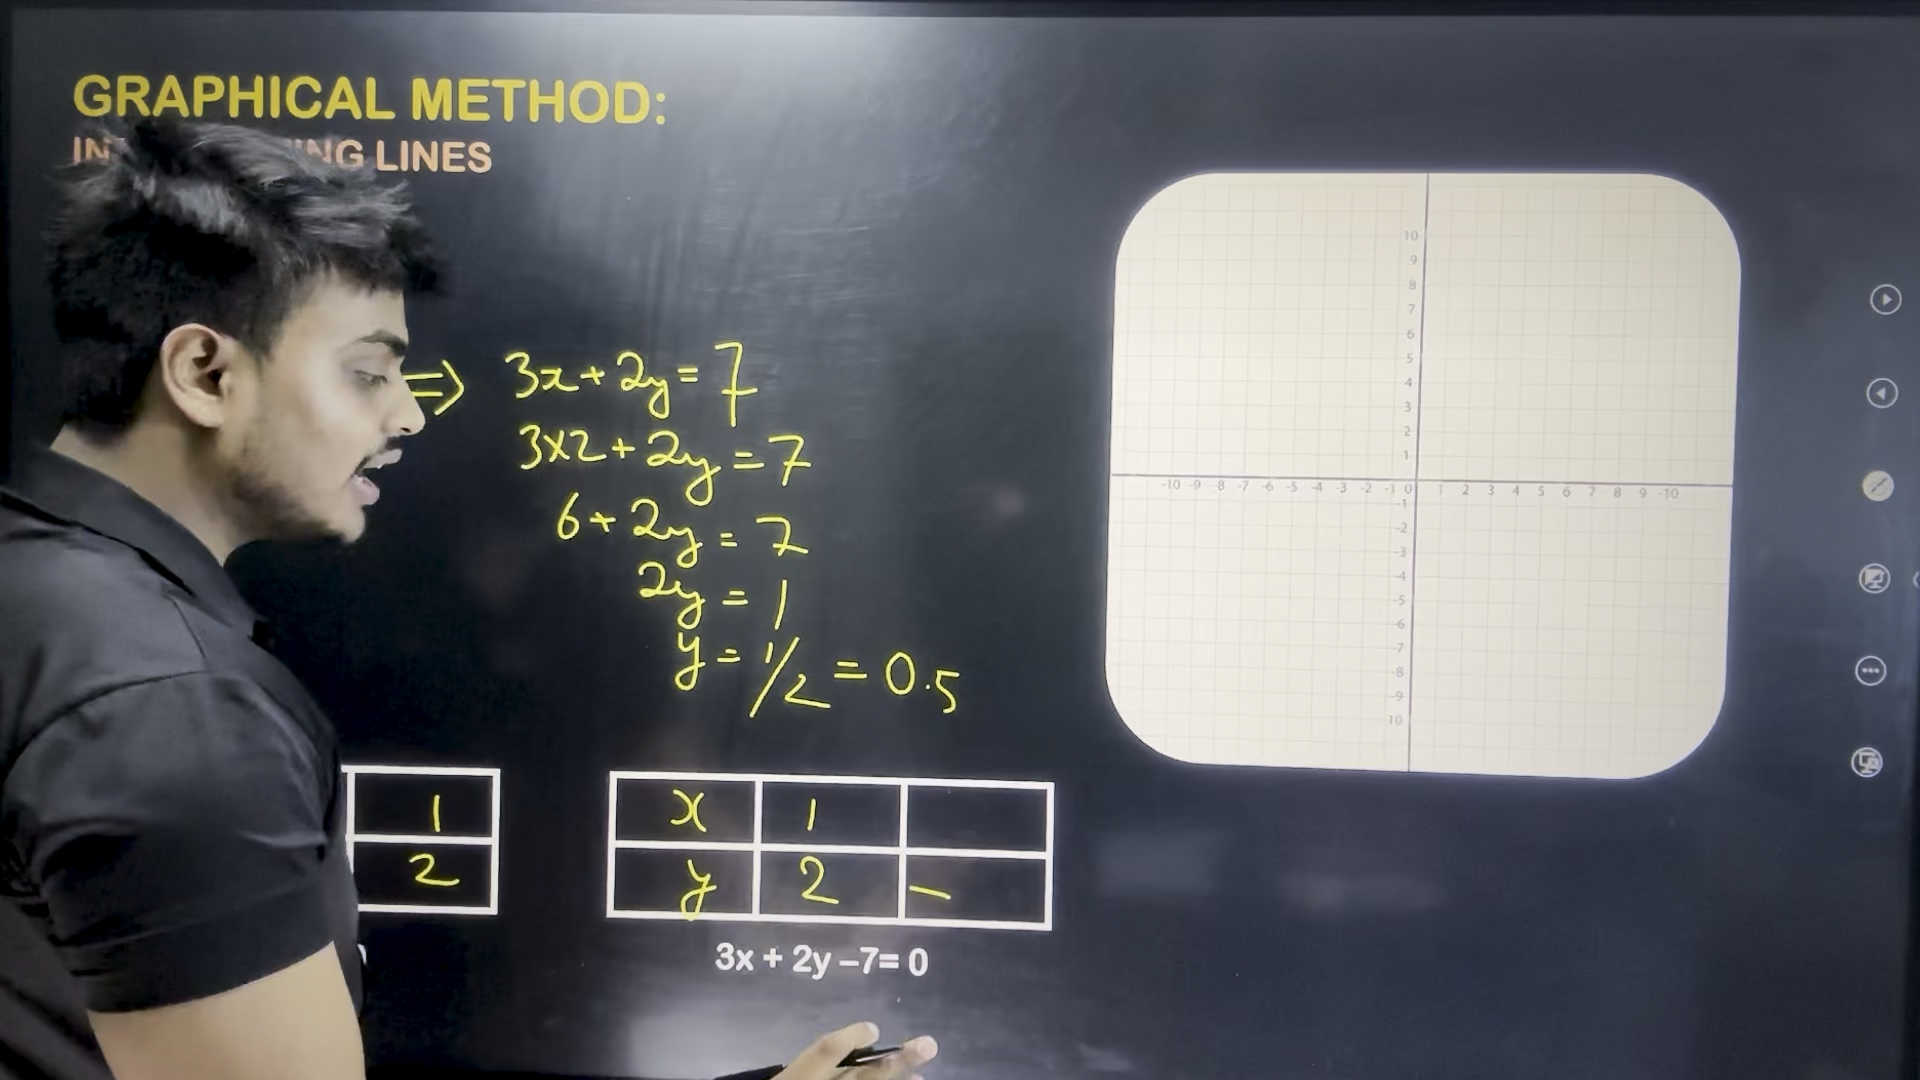 GRAPHICAL METHOD:
LINES
⇒ 3x + 2y = 7
3x2 + 2y = 7
6 + 2y = 7
2y = 1
y = 1/2 = 0.5
1
2
x 1
y 2 –
3x + 2y –7= 0
10
9
8
7
6
5
4
3
2
1
-10 -9 -8 -7 -6 -5 -4 -3 -2 -1 0 1 2 3 4 5 6 7 8 9 -10
-1
-2
-3
-4
-5
-6
-7
-8
-9
10